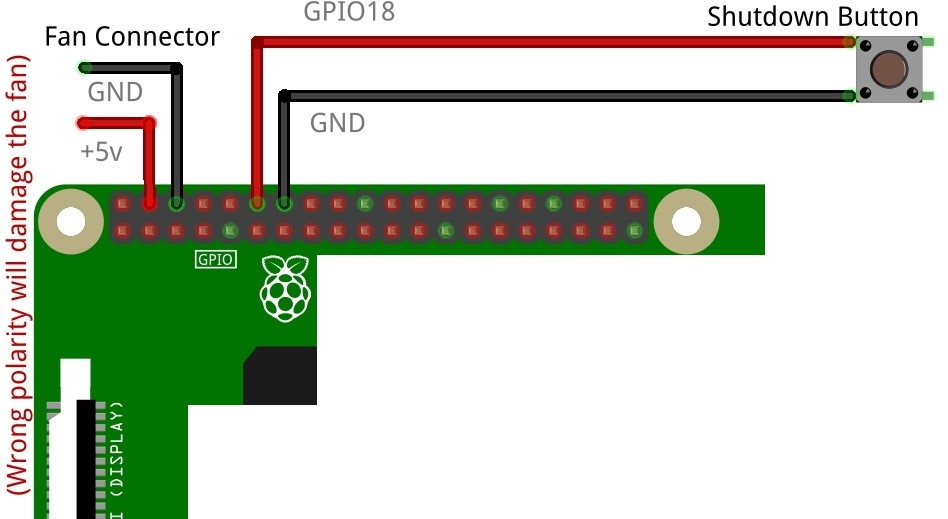 GPIO18
Shutdown Button
Fan Connector
GND
GND
+5v
(Wrong polarity will damage the fan)
GPIO
I (DISPLAY)